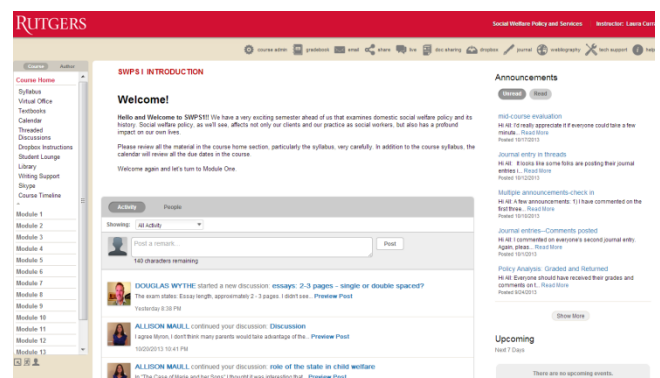 RUTGERS
Social Welfare Policy and Services Instructor: Laura Curran
course admin gradebook email share live doc sharing dropbox journal webliography tech support help
Course Author
Course Home
Syllabus
Virtual Office
Textbooks
Calendar
Threaded
Discussions
Dropbox Instructions
Student Lounge
Library
Writing Support
Skype
Course Timeline
Module 1
Module 2
Module 3
Module 4
Module 5
Module 6
Module 7
Module 8
Module 9
Module 10
Module 11
Module 12
Module 13
SWPS I INTRODUCTION
Welcome!
Hello and Welcome to SWPS1!! We have a very exciting semester ahead of us that examines domestic social welfare policy and its
history. Social welfare policy, as we'll see, affects not only our clients and our practice as social workers, but also has a profound
impact on our own lives.
Please review all the material in the course home section, particularly the syllabus, very carefully. In addition to the course syllabus, the
calendar will review all the due dates in the course.
Welcome again and let's turn to Module One
Activity People
Showing: All Activity
Post a remark... Post
140 characters remaining
DOUGLAS WYTHE started a new discussion: essays: 2-3 pages - single or double spaced?
The exam states: Essay length, approximately 2 - 3 pages. I didn't see... Preview Post
Yesterday 8:38 PM
ALLISON MAULL continued your discussion: Discussion
I agree Myron, I don't think many parents would take advantage of the... Preview Post
10/20/2013 10:41 PM
ALLISON MAULL continued your discussion: role of the state in child welfare
In "The Case of Marie and her Sons" I thought it was interesting that... Preview Post
Announcements
Unread Read
mid-course evaluation
Hi All: I'd really appreciate it if everyone could take a few
minute... Read More
Posted 10/17/2013
Journal entry in threads
Hi All: It looks like some folks are posting their journal
entries i... Read More
Posted 10/12/2013
Multiple announcements-check in
Hi All: A few announcements: 1) I have commented on the
first three... Read More
Posted 10/10/2013
Journal entries--Comments posted
Hi All: I commented on everyone's second journal entry.
Again, pleas... Read More
Posted 10/1/2013
Policy Analysis: Graded and Returned
Hi All: Everyone should have received their grades and
comments on t... Read More
Posted 9/24/2013
Show More
Upcoming
Next 7 Days
There are no upcoming events.